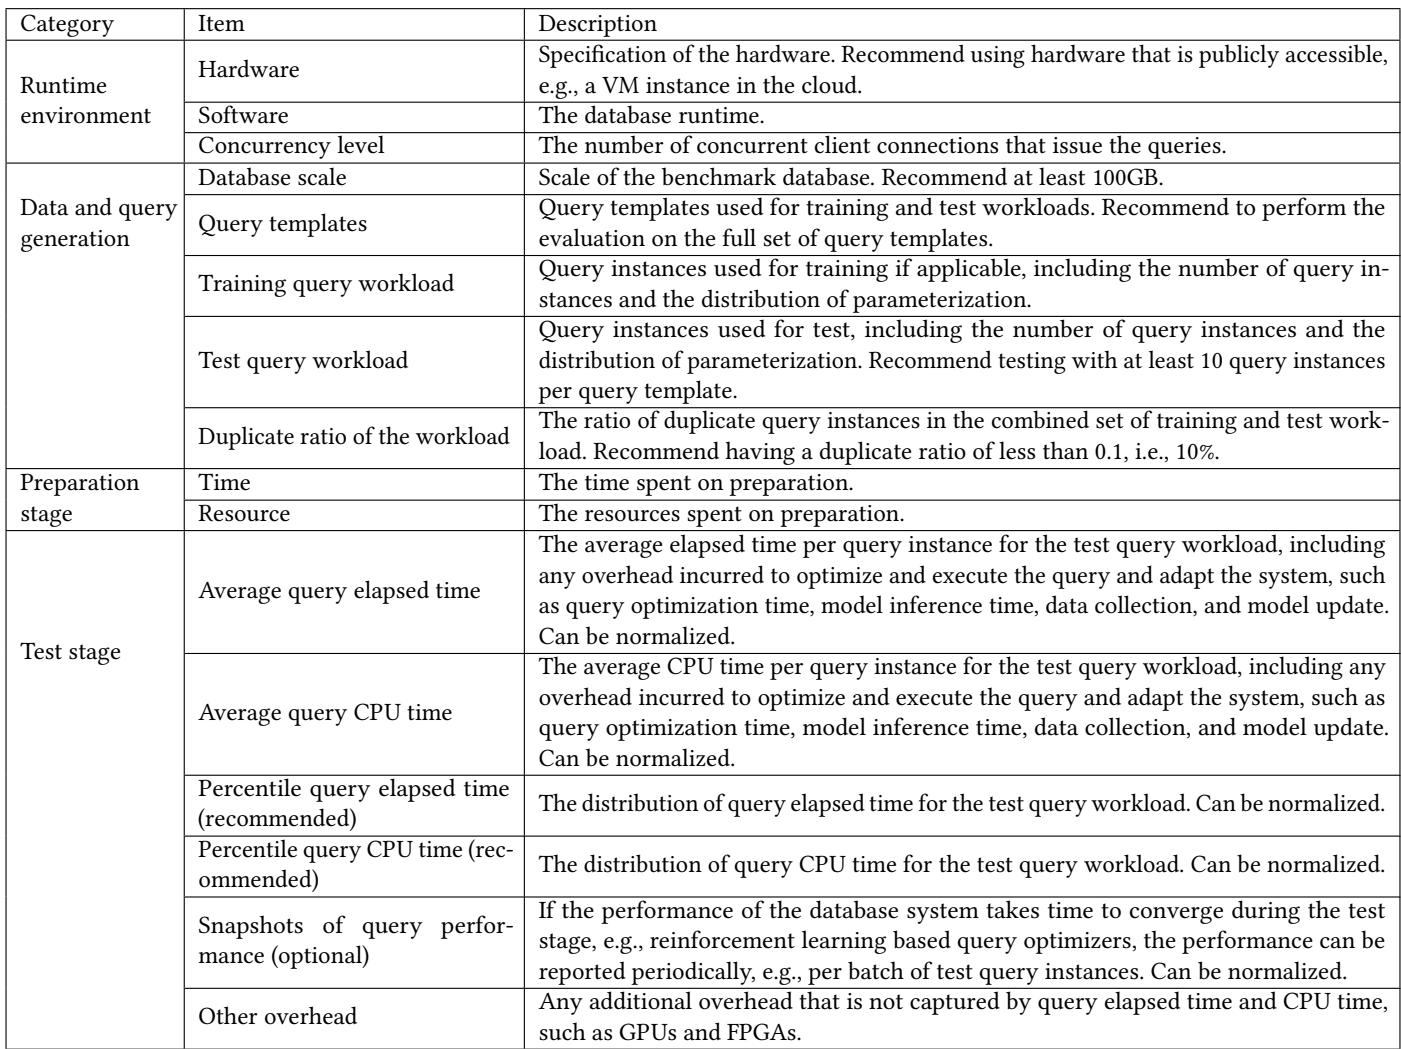 Category Item Description
Runtime environment
Hardware
Specification of the hardware. Recommend using hardware that is publicly accessible,
e.g., a VM instance in the cloud.
Software The database runtime.
Concurrency level The number of concurrent client connections that issue the queries.
Data and query generation
Database scale Scale of the benchmark database. Recommend at least 100GB.
Query templates
Query templates used for training and test workloads. Recommend to perform the
evaluation on the full set of query templates.
Training query workload
Query instances used for training if applicable, including the number of query in-
stances and the distribution of parameterization.
Test query workload
Query instances used for test, including the number of query instances and the
distribution of parameterization. Recommend testing with at least 10 query instances
per query template.
Duplicate ratio of the workload
The ratio of duplicate query instances in the combined set of training and test work-
load. Recommend having a duplicate ratio of less than 0.1, i.e., 10%.
Preparation
stage
Time The time spent on preparation.
Resource The resources spent on preparation.
Test stage
Average query elapsed time
The average elapsed time per query instance for the test query workload, including
any overhead incurred to optimize and execute the query and adapt the system, such
as query optimization time, model inference time, data collection, and model update.
Can be normalized.
Average query CPU time
The average CPU time per query instance for the test query workload, including any
overhead incurred to optimize and execute the query and adapt the system, such as
query optimization time, model inference time, data collection, and model update.
Can be normalized.
Percentile query elapsed time
(recommended)
The distribution of query elapsed time for the test query workload. Can be normalized.
Percentile query CPU time (rec-
ommended)
The distribution of query CPU time for the test query workload. Can be normalized.
Snapshots of query perfor-
mance (optional)
If the performance of the database system takes time to converge during the test
stage, e.g., reinforcement learning based query optimizers, the performance can be
reported periodically, e.g., per batch of test query instances. Can be normalized.
Other overhead
Any additional overhead that is not captured by query elapsed time and CPU time,
such as GPUs and FPGAs.